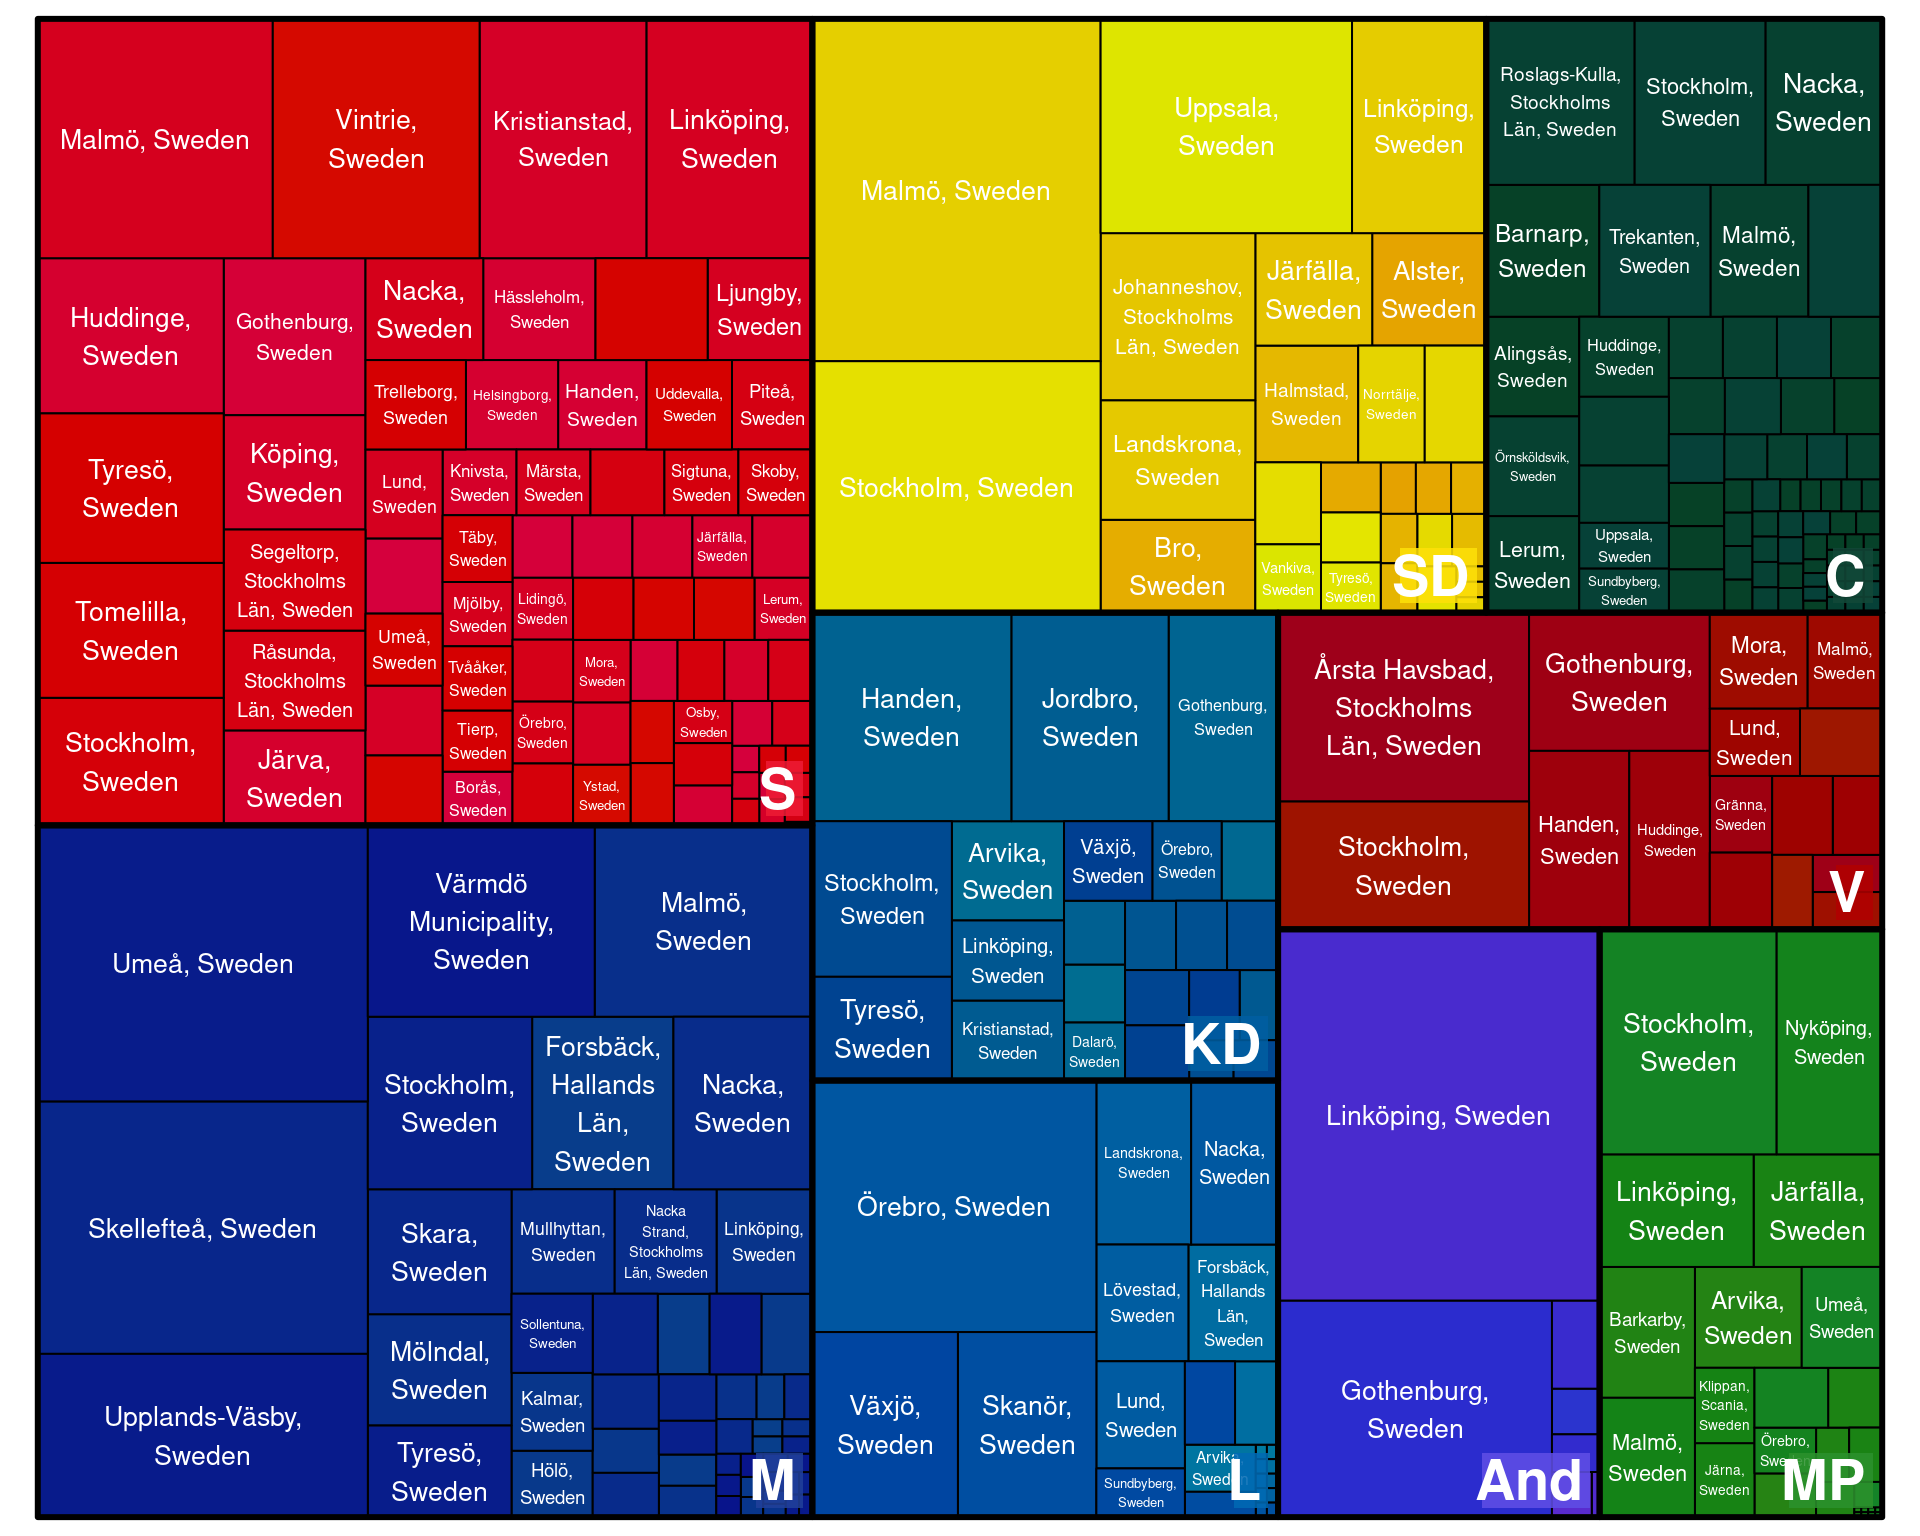 Malmö, Sweden
Vintrie,
Sweden
Kristianstad,
Sweden
Linköping,
Sweden
Huddinge,
Sweden
Gothenburg,
Sweden
Nacka,
Sweden
Hässleholm,
Sweden
Ljungby,
Sweden
Trelleborg,
Sweden
Helsingborg,
Sweden
Handen,
Sweden
Uddevalla,
Sweden
Piteå,
Sweden
Tyresö,
Sweden
Köping,
Sweden
Lund,
Sweden
Knivsta,
Sweden
Märsta,
Sweden
Sigtuna,
Sweden
Skoby,
Sweden
Segeltorp,
Stockholms
Län, Sweden
Täby,
Sweden
Järfälla,
Sweden
Tomelilla,
Sweden
Mjölby,
Sweden
Lidingö,
Sweden
Lerum,
Sweden
Råsunda,
Stockholms
Län, Sweden
Umeå,
Sweden
Tvååker,
Sweden
Mora,
Sweden
Stockholm,
Sweden
Järva,
Sweden
Tierp,
Sweden
Örebro,
Sweden
Osby,
Sweden
Borås,
Sweden
Ystad,
Sweden
S
Malmö, Sweden
Uppsala,
Sweden
Linköping,
Sweden
Johanneshov,
Stockholms
Län, Sweden
Järfälla,
Sweden
Alster,
Sweden
Stockholm, Sweden
Landskrona,
Sweden
Halmstad,
Sweden
Norrtälje,
Sweden
Bro,
Sweden
Vankiva,
Sweden
Tyresö,
Sweden
SD
Roslags-Kulla,
Stockholms
Län, Sweden
Stockholm,
Sweden
Nacka,
Sweden
Barnarp,
Sweden
Trekanten,
Sweden
Malmö,
Sweden
Alingsås,
Sweden
Huddinge,
Sweden
Örnsköldsvik,
Sweden
Lerum,
Sweden
Uppsala,
Sweden
Sundbyberg,
Sweden
C
Umeå, Sweden
Värmdö
Municipality,
Sweden
Malmö,
Sweden
Skellefteå, Sweden
Stockholm,
Sweden
Forsbäck,
Hallands
Län,
Sweden
Nacka,
Sweden
Upplands-Väsby,
Sweden
Skara,
Sweden
Mullhyttan,
Sweden
Nacka
Strand,
Stockholms
Län, Sweden
Linköping,
Sweden
Mölndal,
Sweden
Sollentuna,
Sweden
Kalmar,
Sweden
Tyresö,
Sweden
Hölö,
Sweden
M
Handen,
Sweden
Jordbro,
Sweden
Gothenburg,
Sweden
Stockholm,
Sweden
Arvika,
Sweden
Växjö,
Sweden
Örebro,
Sweden
Linköping,
Sweden
Tyresö,
Sweden
Kristianstad,
Sweden
Dalarö,
Sweden
KD
Örebro, Sweden
Landskrona,
Sweden
Nacka,
Sweden
Lövestad,
Sweden
Forsbäck,
Hallands
Län,
Sweden
Växjö,
Sweden
Skanör,
Sweden
Lund,
Sweden
Arvika,
Sweden
Sundbyberg,
Sweden
L
Årsta Havsbad,
Stockholms
Län, Sweden
Gothenburg,
Sweden
Mora,
Sweden
Malmö,
Sweden
Lund,
Sweden
Stockholm,
Sweden
Handen,
Sweden
Huddinge,
Sweden
Gränna,
Sweden
V
Linköping, Sweden
Gothenburg,
Sweden
And
Stockholm,
Sweden
Nyköping,
Sweden
Linköping,
Sweden
Järfälla,
Sweden
Barkarby,
Sweden
Arvika,
Sweden
Umeå,
Sweden
Malmö,
Sweden
Klippan,
Scania,
Sweden
Järna,
Sweden
Örebro,
Sweden
MP